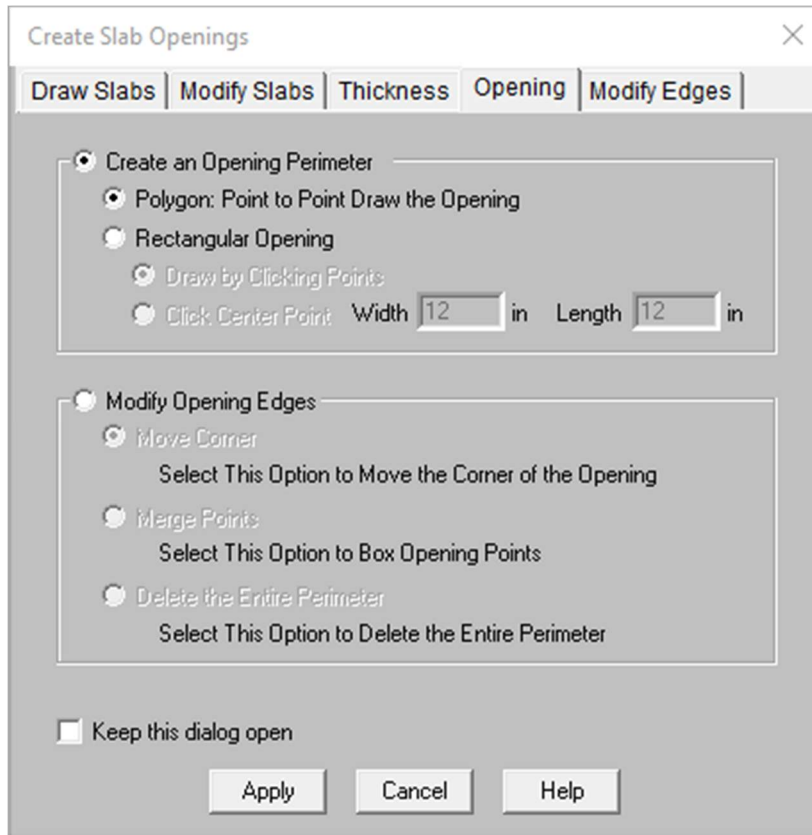 Create Slab Openings
Draw Slabs Modify Slabs Thickness Opening Modify Edges
Create an Opening Perimeter
Polygon: Point to Point Draw the Opening
Rectangular Opening
Draw by Clicking Points
Click Center Point Width 12 in Length 12 in
Modify Opening Edges
Move Corner
Select This Option to Move the Corner of the Opening
Merge Points
Select This Option to Box Opening Points
Delete the Entire Perimeter
Select This Option to Delete the Entire Perimeter
Keep this dialog open
Apply Cancel Help